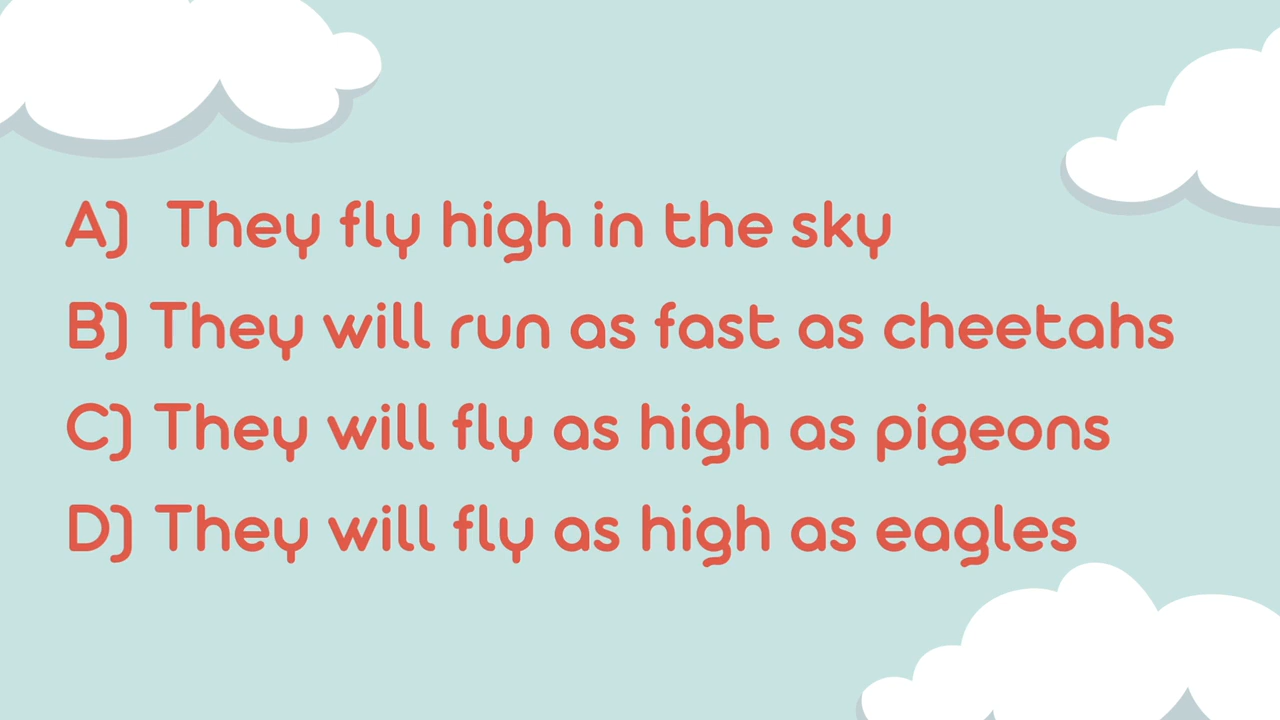 A) They fly high in the sky
B) They will run as fast as cheetahs
C) They will fly as high as pigeons
D) They will fly as high as eagles